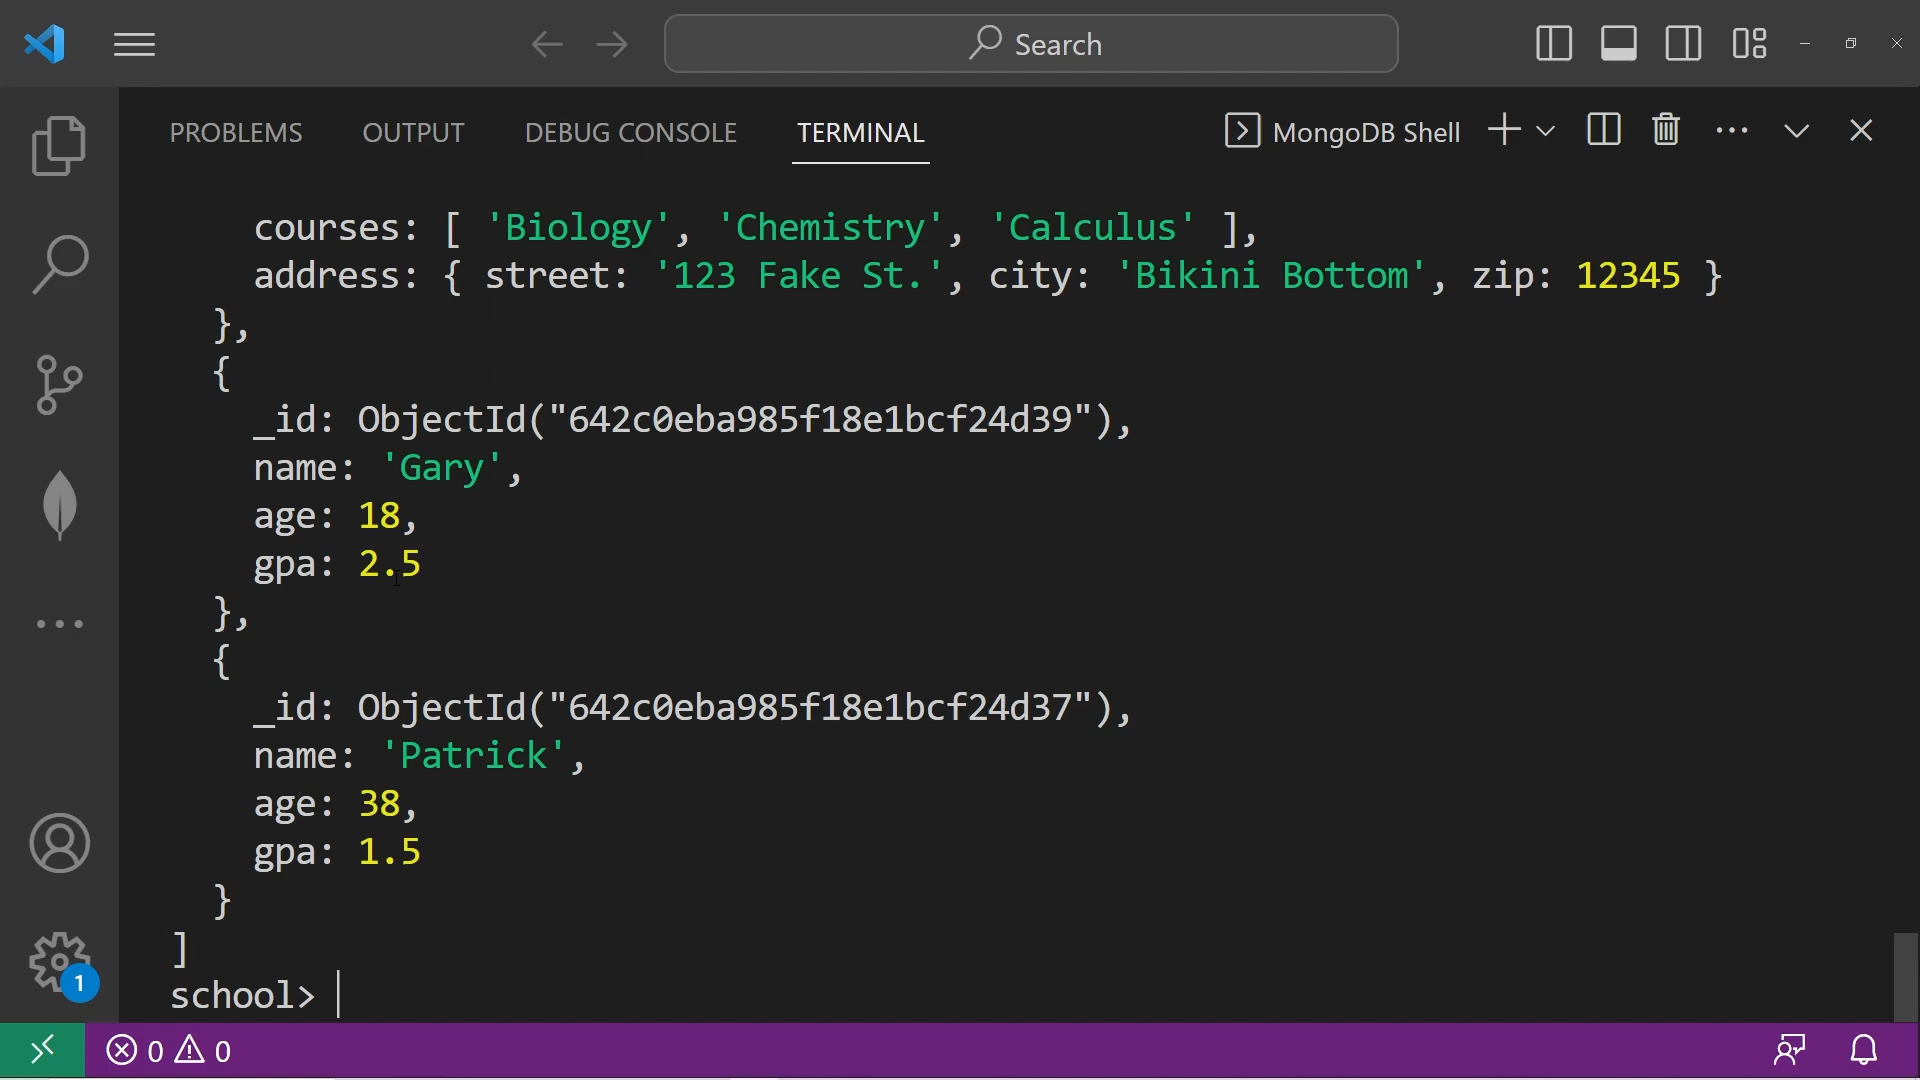 Search
PROBLEMS OUTPUT DEBUG CONSOLE TERMINAL MongoDB Shell
courses: [ 'Biology', 'Chemistry', 'Calculus' ],
address: { street: '123 Fake St.', city: 'Bikini Bottom', zip: 12345 }
},
{
_id: ObjectId("642c0eba985f18e1bcf24d39"),
name: 'Gary',
age: 18,
gpa: 2.5
},
{
_id: ObjectId("642c0eba985f18e1bcf24d37"),
name: 'Patrick',
age: 38,
gpa: 1.5
}
]
school>
1
0 0